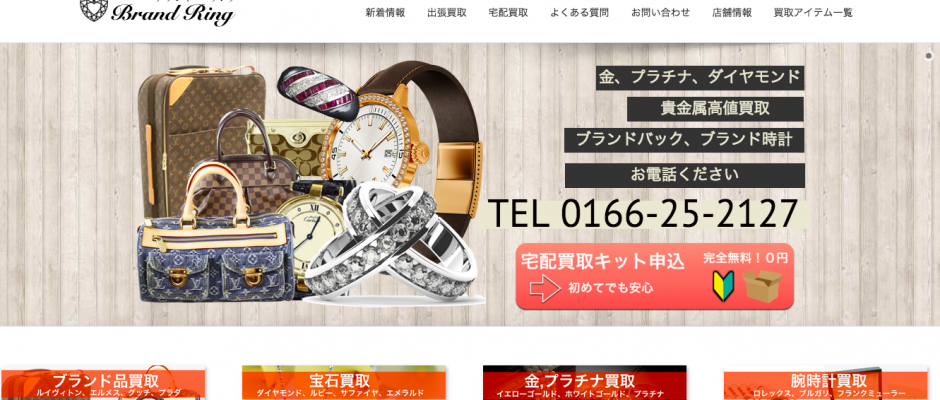 Brand Ring
新着情報 出張買取 宅配買取 よくある質問 お問い合わせ 店舗情報 買取アイテム一覧
金、プラチナ、ダイヤモンド
貴金属高値買取
ブランドバック、ブランド時計
お電話ください
TEL 0166-25-2127
宅配買取キット申込 完全無料！０円
初めてでも安心
ブランド品買取 宝石買取 金,プラチナ買取 腕時計買取
ルイヴィトン、エルメス、グッチ、プラダ ダイヤモンド、ルビー、サファイヤ、エメラルド イエローゴールド、ホワイトゴールド、プラチナ ロレックス、ブルガリ、フランクミューラー